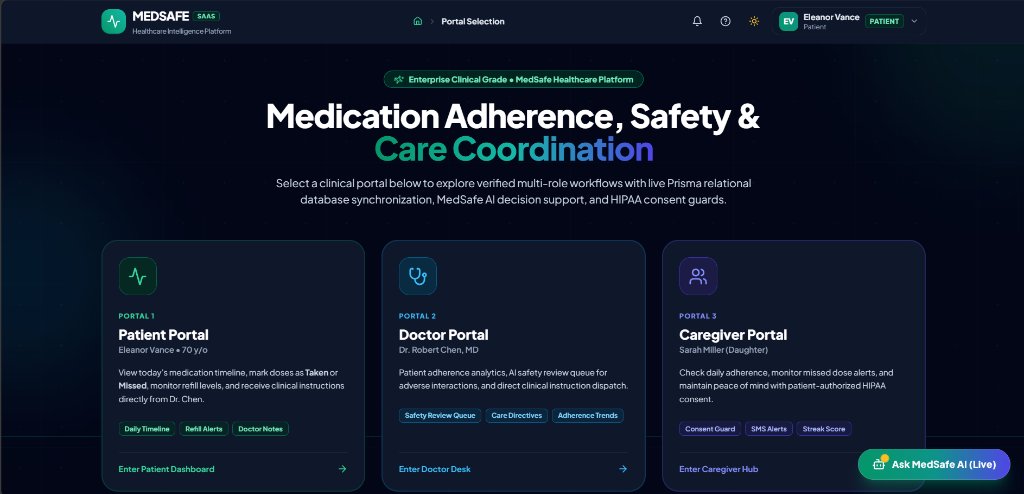 MEDSAFE SAAS
Healthcare Intelligence Platform
Portal Selection
EV
Eleanor Vance
Patient
PATIENT
Enterprise Clinical Grade • MedSafe Healthcare Platform
Medication Adherence, Safety &
Care Coordination
Select a clinical portal below to explore verified multi-role workflows with live Prisma relational
database synchronization, MedSafe AI decision support, and HIPAA consent guards.
PORTAL 1
Patient Portal
Eleanor Vance • 70 y/o
View today's medication timeline, mark doses as Taken or
Missed, monitor refill levels, and receive clinical instructions
directly from Dr. Chen.
Daily Timeline Refill Alerts Doctor Notes
Enter Patient Dashboard
PORTAL 2
Doctor Portal
Dr. Robert Chen, MD
Patient adherence analytics, AI safety review queue for
adverse interactions, and direct clinical instruction dispatch.
Safety Review Queue Care Directives Adherence Trends
Enter Doctor Desk
PORTAL 3
Caregiver Portal
Sarah Miller (Daughter)
Check daily adherence, monitor missed dose alerts, and
maintain peace of mind with patient-authorized HIPAA
consent.
Consent Guard SMS Alerts Streak Score
Enter Caregiver Hub
Ask MedSafe AI (Live)